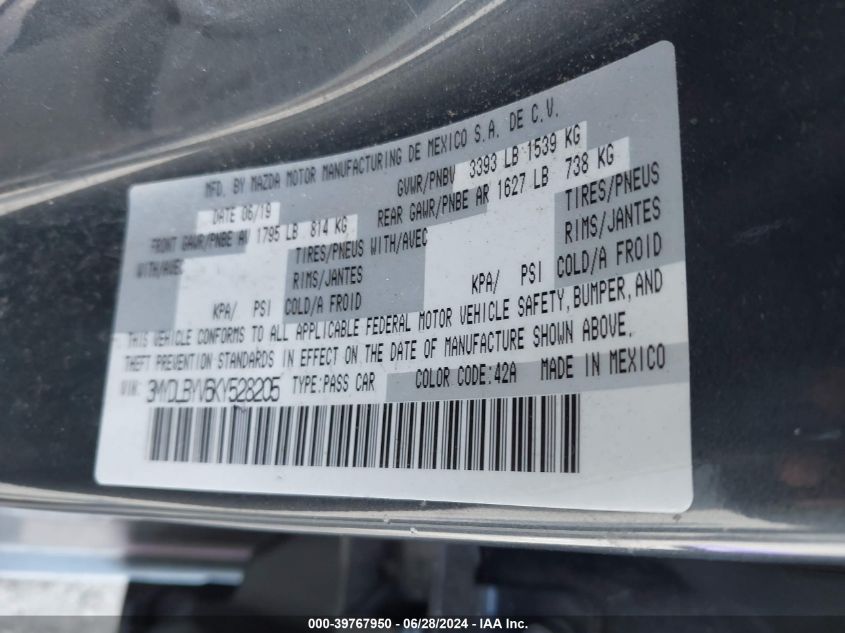 MFD. BY MAZDA MOTOR MANUFACTURING DE MEXICO S.A. DE C.V.
DATE 06/19 GVWR/PNBV 3393 LB 1539 KG
FRONT GAWR/PNBE AV 1795 LB 814 KG REAR GAWR/PNBE AR 1627 LB 738 KG
WITH/AVEC TIRES/PNEUS WITH/AVEC TIRES/PNEUS
RIMS/JANTES RIMS/JANTES
KPA/ PSI COLD/A FROID KPA/ PSI COLD/A FROID
THIS VEHICLE CONFORMS TO ALL APPLICABLE FEDERAL MOTOR VEHICLE SAFETY, BUMPER, AND
THEFT PREVENTION STANDARDS IN EFFECT ON THE DATE OF MANUFACTURE SHOWN ABOVE.
VIN: 3MYDLBYV6KY528205 TYPE:PASS CAR COLOR CODE:42A MADE IN MEXICO
000-39767950 / 06/28/2024 - IAA Inc.